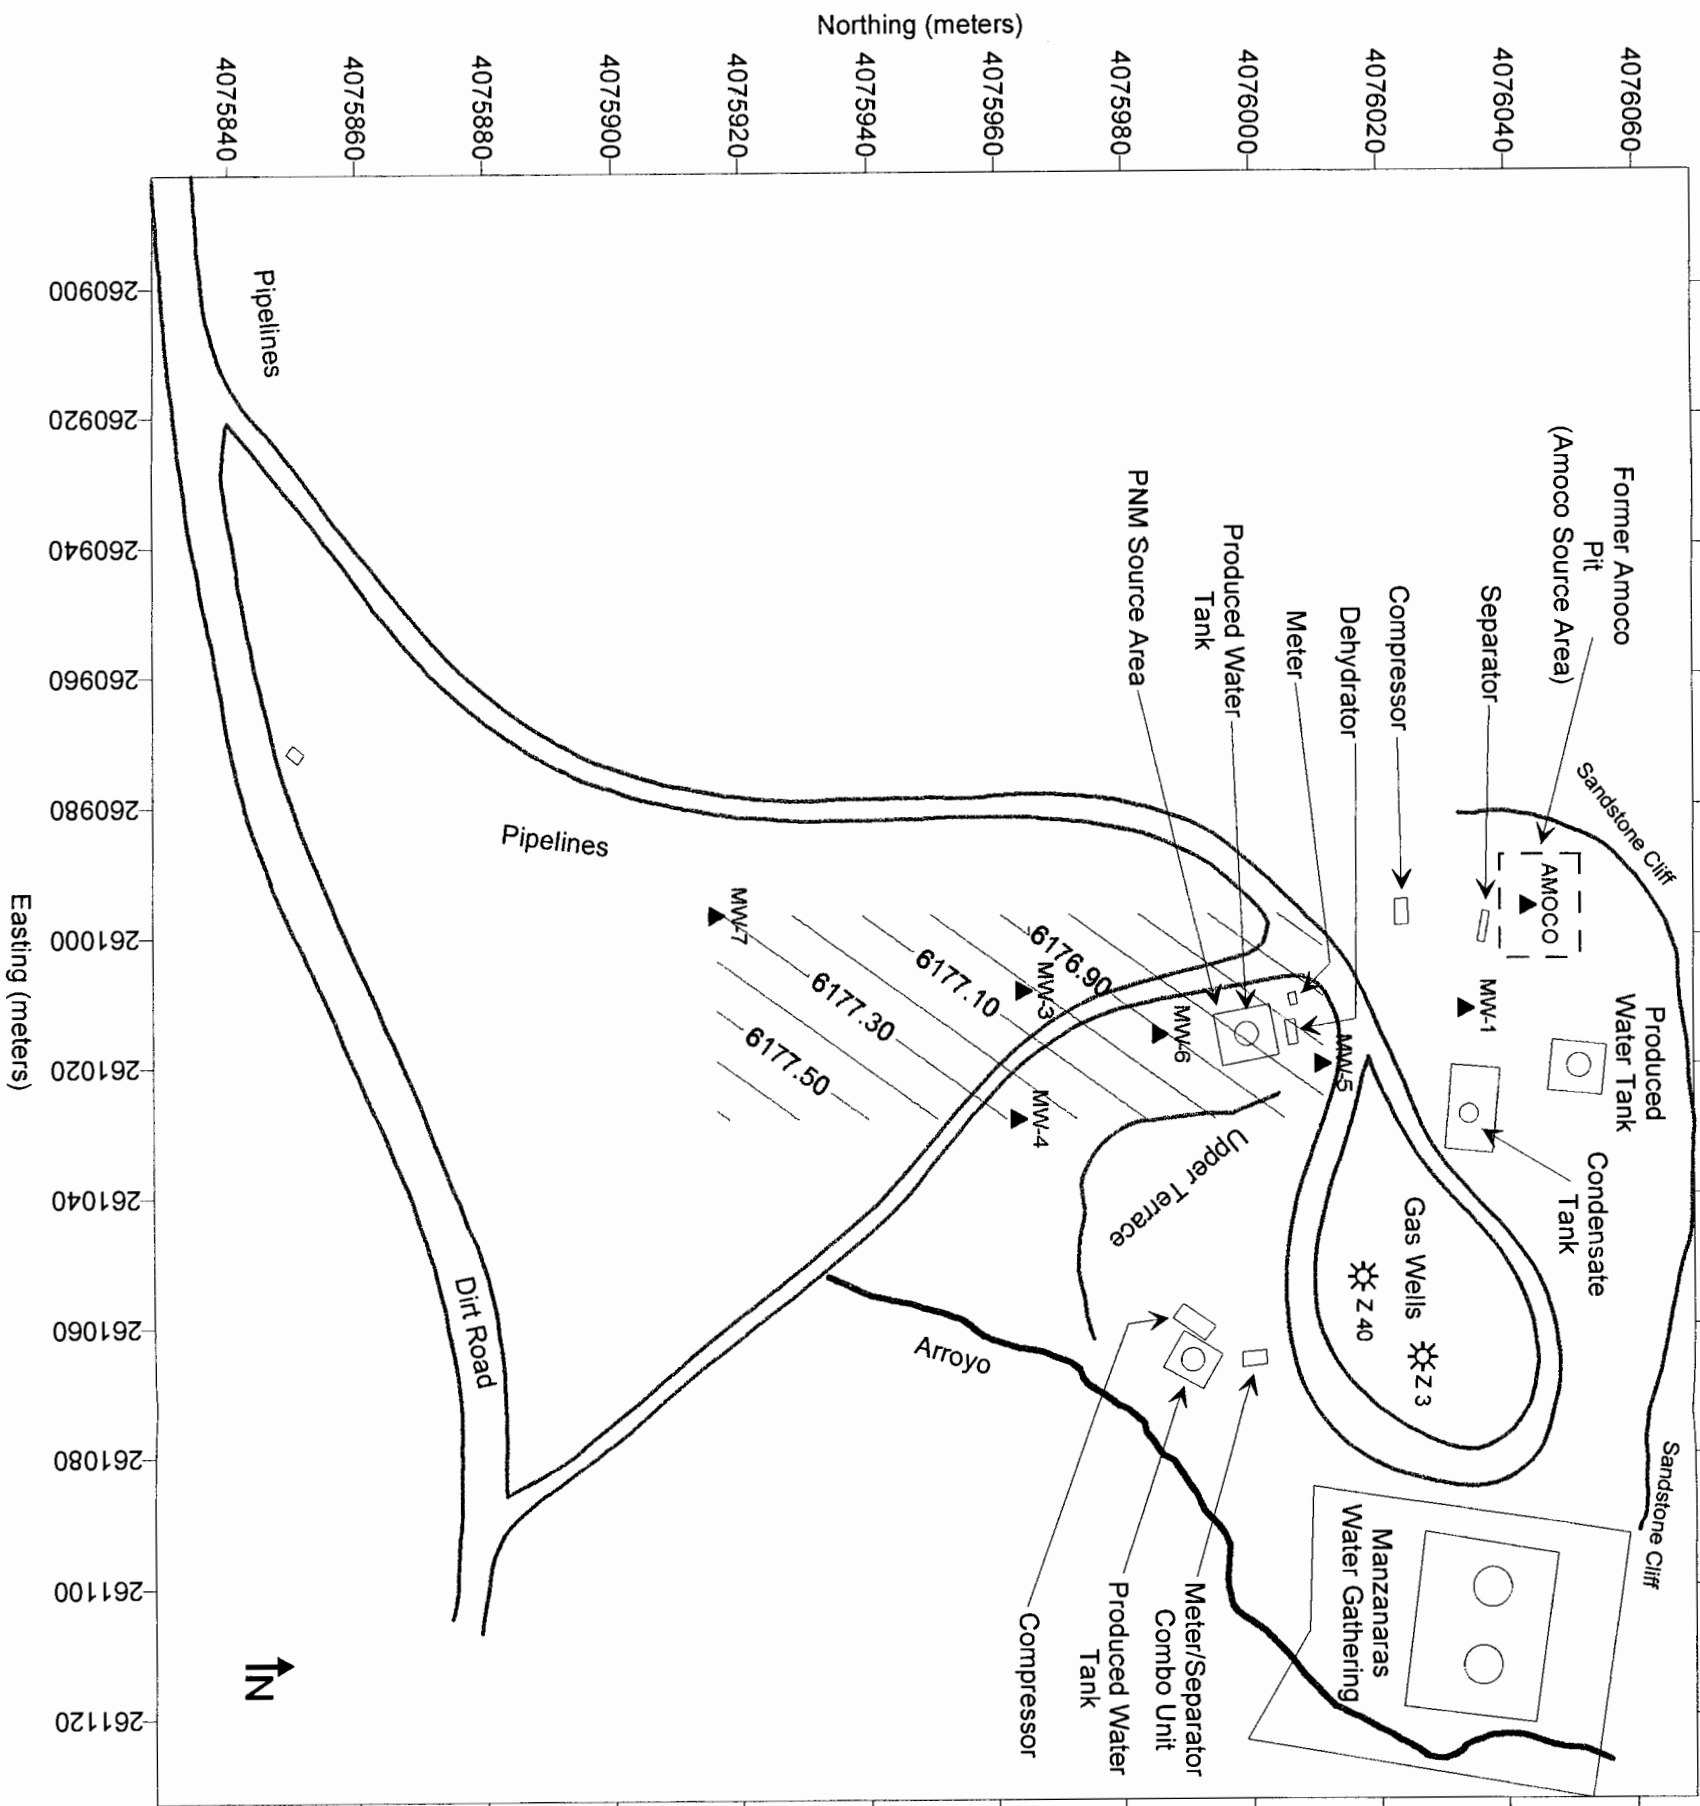 Northing (meters)
4075840
4075860
4075880
4075900
4075920
4075940
4075960
4075980
4076000
4076020
4076040
4076060
260900
260920
260940
260960
260980
261000
261020
261040
261060
261080
261100
261120
Easting (meters)
Former Amoco
Pit
(Amoco Source Area)
Separator
Compressor
Dehydrator
Meter
Produced Water
Tank
PNM Source Area
Sandstone Cliff
AMOCO
MW-1
Produced
Water Tank
Condensate
Tank
MW-5
MW-6
MW-3
MW-4
MW-7
6176.90
6177.10
6177.30
6177.50
Pipelines
Pipelines
Upper Terrace
Gas Wells
Z 40
Z 3
Arroyo
Dirt Road
Sandstone Cliff
Manzanaras
Water Gathering
Meter/Separator
Combo Unit
Produced Water
Tank
Compressor
N